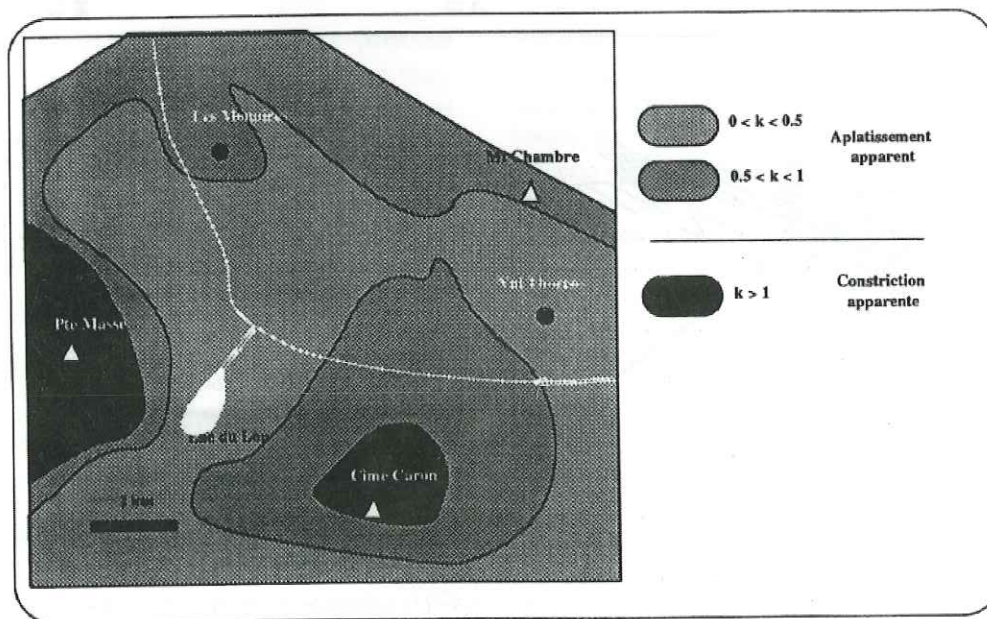 Les Menuires
Mt Chambre
Val Thorens
Pte Masse
Lac du Lou
Cime Caron
1 km
0 < k < 0.5
Aplatissement
apparent
0.5 < k < 1
k > 1
Constriction
apparente